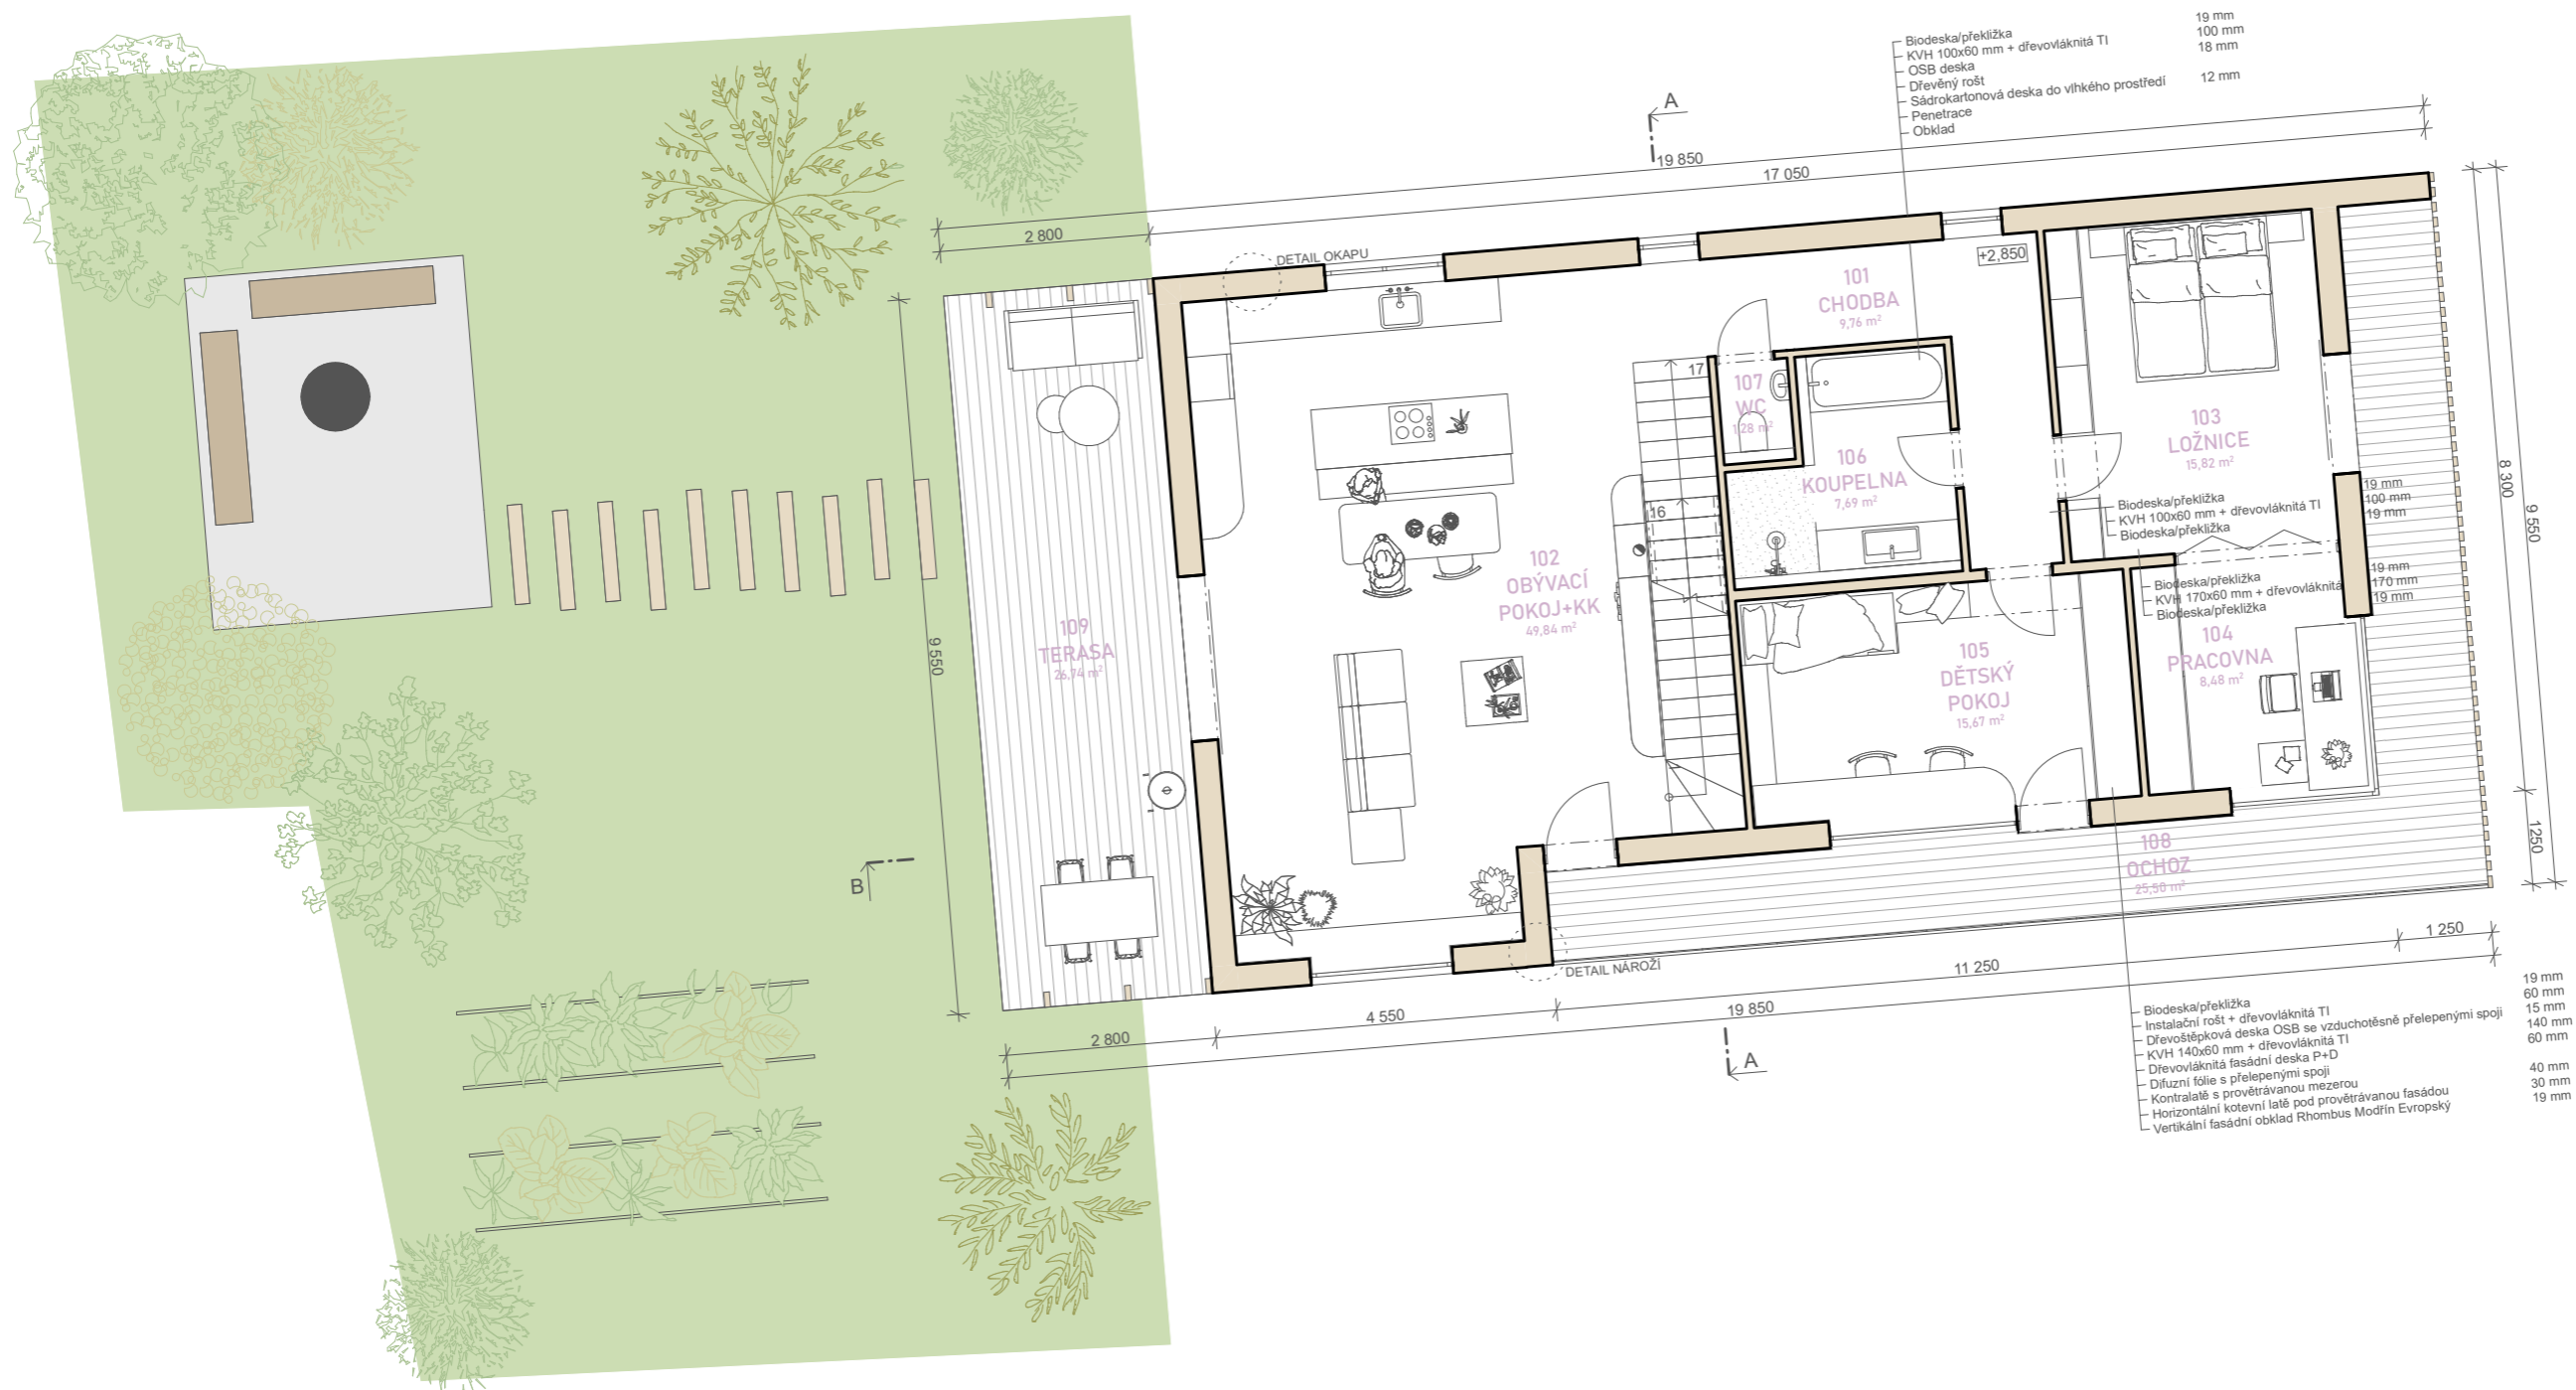 Biodeska/překližka 19 mm
KVH 100x60 mm + dřevovláknitá TI 100 mm
OSB deska 18 mm
Dřevěný rošt
Sádrokartonová deska do vlhkého prostředí 12 mm
Penetrace
Obklad
A
19 850
17 050
2 800
DETAIL OKAPU
+2,850
101
CHODBA
9,76 m²
17
107
WC
1,28 m²
106
KOUPELNA
7,69 m²
103
LOŽNICE
15,82 m²
8 300
9 550
Biodeska/překližka 19 mm
KVH 100x60 mm + dřevovláknitá TI 100 mm
Biodeska/překližka 19 mm
16
102
OBÝVACÍ
POKOJ+KK
49,84 m²
Biodeska/překližka 19 mm
KVH 170x60 mm + dřevovláknitá 170 mm
Biodeska/překližka 19 mm
109
TERASA
26,74 m²
9 550
105
DĚTSKÝ
POKOJ
15,67 m²
104
PRACOVNA
8,48 m²
108
OCHOZ
25,50 m²
1250
B
DETAIL NÁROŽÍ
1 250
11 250
4 550
19 850
2 800
A
Biodeska/překližka 19 mm
Instalační rošt + dřevovláknitá TI 60 mm
Dřevoštěpková deska OSB se vzduchotěsně přelepenými spoji 15 mm
KVH 140x60 mm + dřevovláknitá TI 140 mm
Dřevovláknitá fasádní deska P+D 60 mm
Difuzní fólie s přelepenými spoji
Kontralatě s provětrávanou mezerou 40 mm
Horizontální kotevní latě pod provětrávanou fasádou 30 mm
Vertikální fasádní obklad Rhombus Modřín Evropský 19 mm